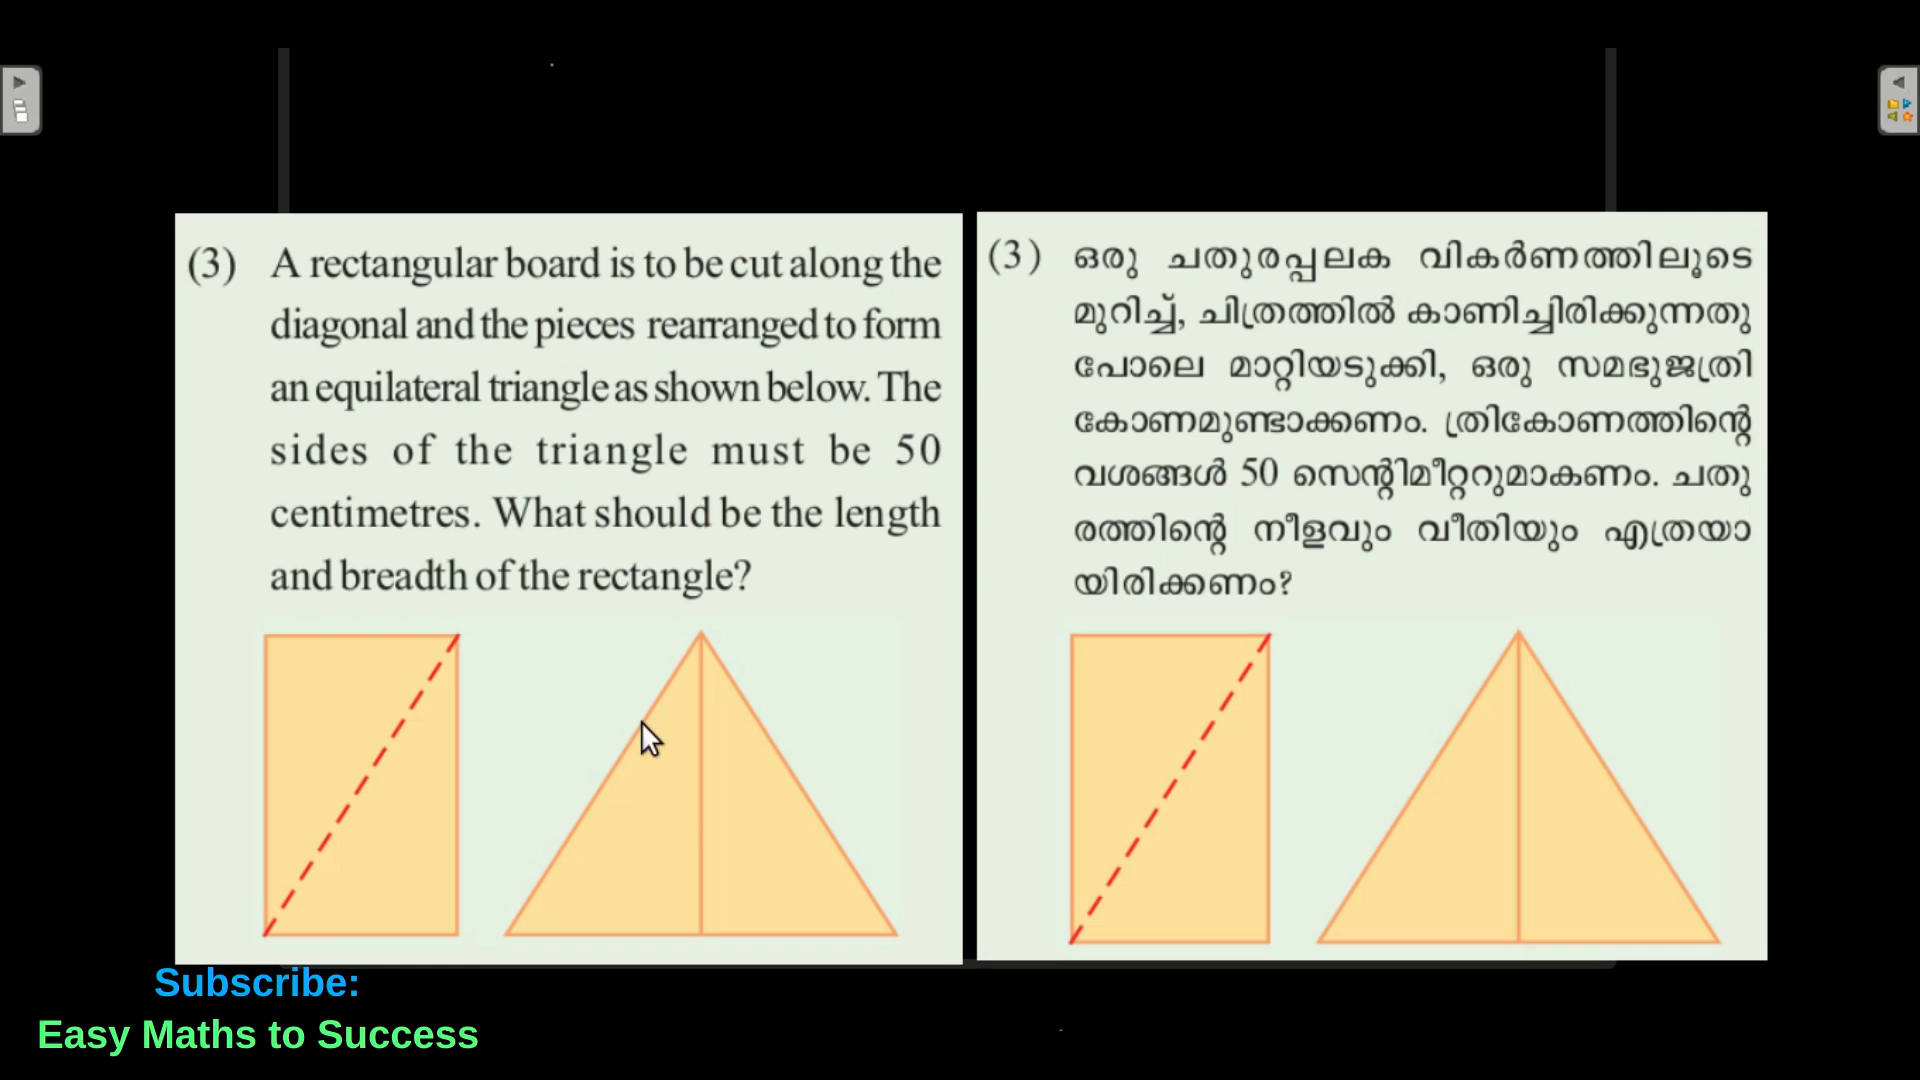 (3) A rectangular board is to be cut along the
diagonal and the pieces rearranged to form
an equilateral triangle as shown below. The
sides of the triangle must be 50
centimetres. What should be the length
and breadth of the rectangle?
(3) ഒരു ചതുരപ്പലക വികർണത്തിലൂടെ
മുറിച്ച്, ചിത്രത്തിൽ കാണിച്ചിരിക്കുന്നതു
പോലെ മാറ്റിയടുക്കി, ഒരു സമഭുജത്രി
കോണമുണ്ടാക്കണം. ത്രികോണത്തിന്റെ
വശങ്ങൾ 50 സെന്റിമീറ്ററുമാകണം. ചതു
രത്തിന്റെ നീളവും വീതിയും എത്രയാ
യിരിക്കണം?
Subscribe:
Easy Maths to Success